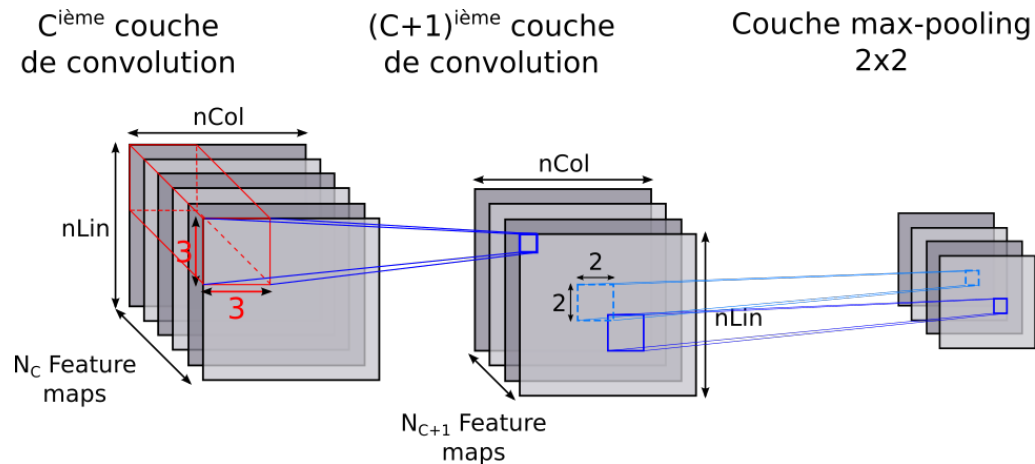 Cième couche
de convolution
(C+1)ième couche
de convolution
Couche max-pooling
2x2
nCol
nLin
3
3
NC Feature
maps
nCol
2
2
nLin
NC+1 Feature
maps